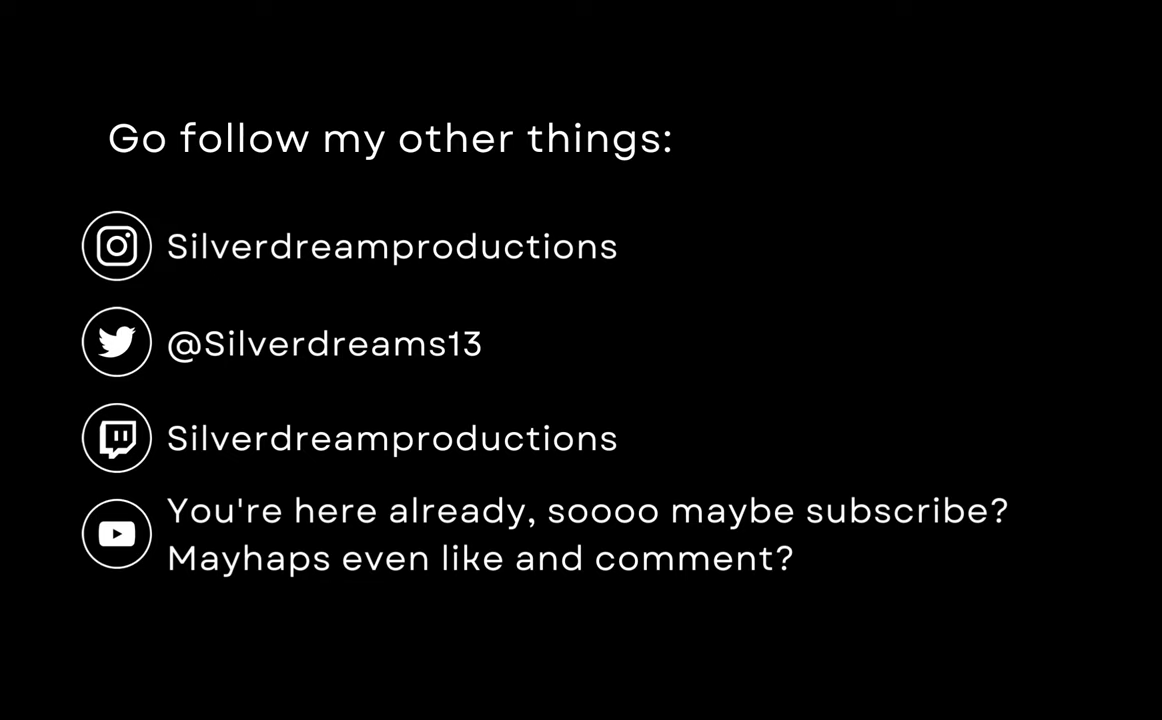 Go follow my other things:
Silverdreamproductions
@Silverdreams13
Silverdreamproductions
You're here already, soooo maybe subscribe?
Mayhaps even like and comment?